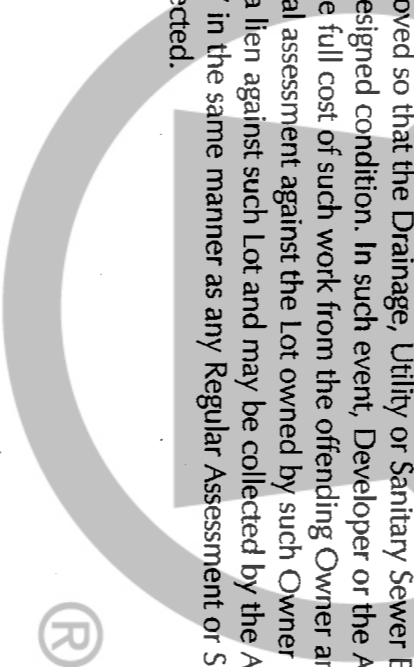 oved so that the Drainage, Utility or Sanitary Sewer E
esigned condition. In such event, Developer or the A
e full cost of such work from the offending Owner an
al assessment against the Lot owned by such Owner
a lien against such Lot and may be collected by the A
in the same manner as any Regular Assessment or S
ected.
®